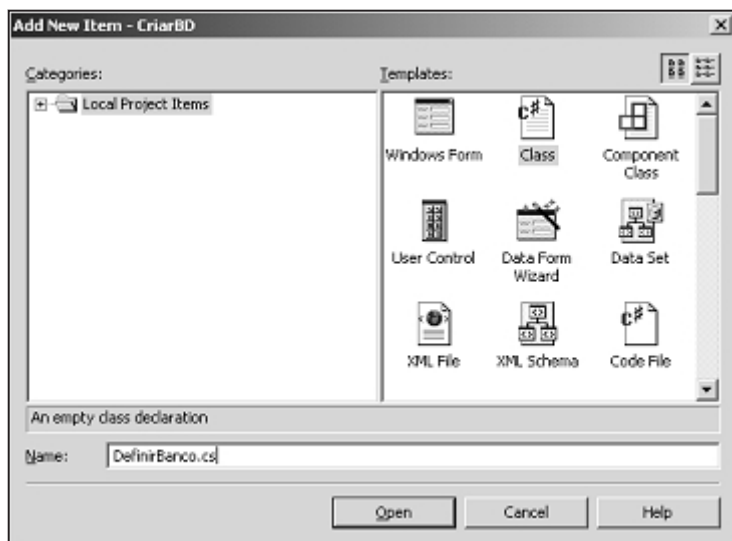 Add New Item - CriarBD
Categories:
Templates:
Local Project Items
Windows Form
Class
Component Class
User Control
Data Form Wizard
Data Set
XML File
XML Schema
Code File
An empty class declaration
Name:
DefinirBanco.cs
Open
Cancel
Help